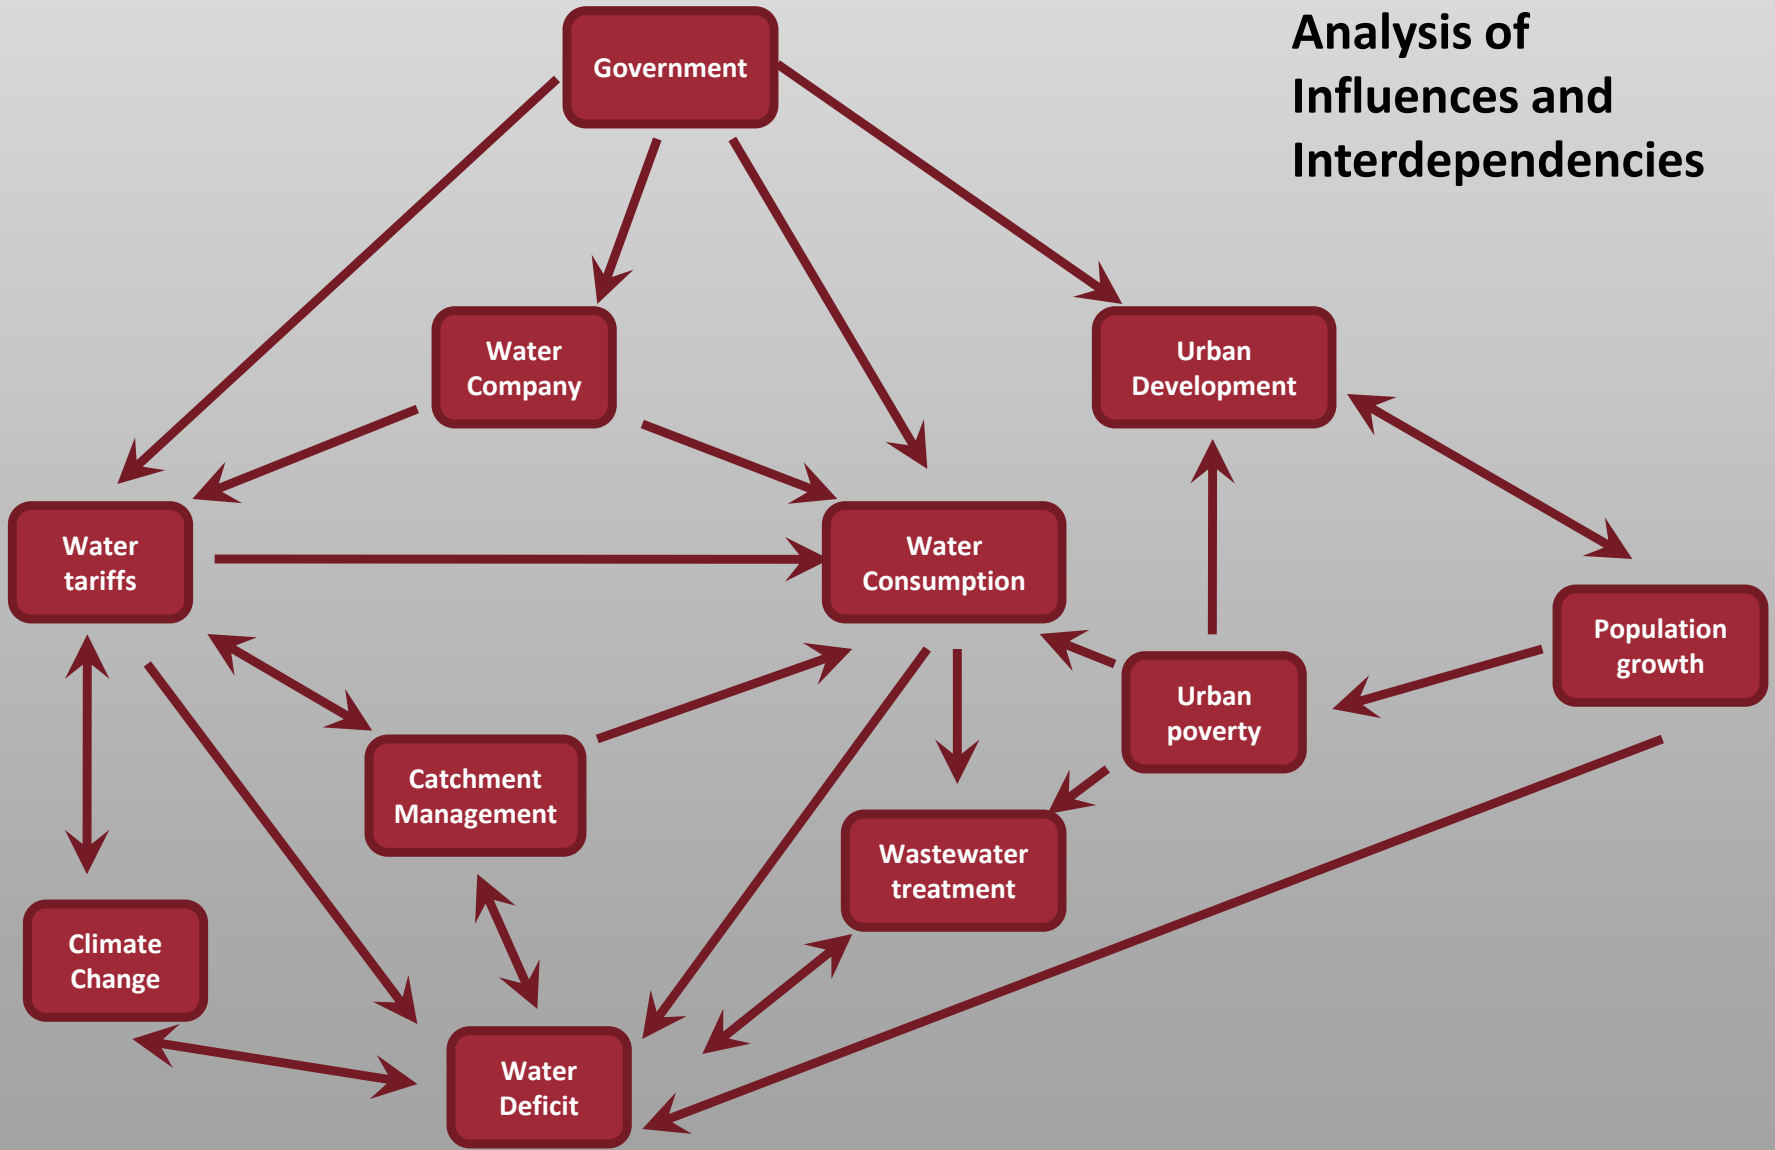 Analysis of
Influences and
Interdependencies
Government
Water
Company
Urban
Development
Water
tariffs
Water
Consumption
Population
growth
Urban
poverty
Catchment
Management
Wastewater
treatment
Climate
Change
Water
Deficit